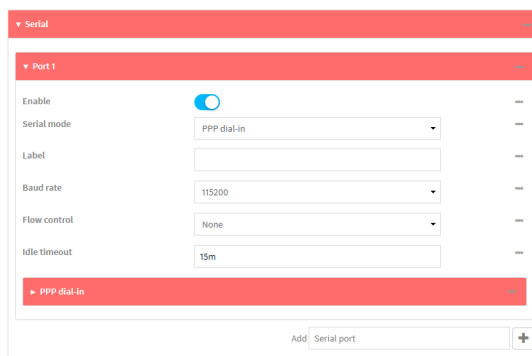 Serial
Port 1
Enable
Serial mode
PPP dial-in
Label
Baud rate
115200
Flow control
None
Idle timeout
15m
PPP dial-in
Add Serial port